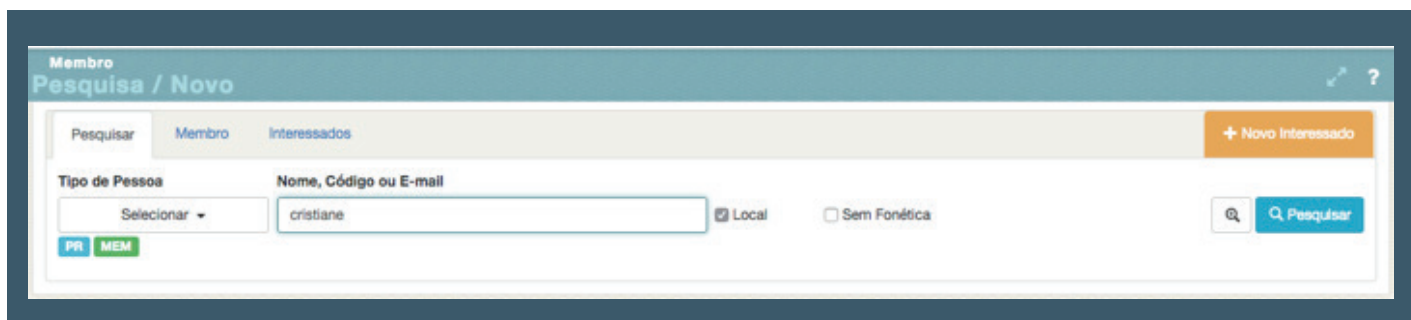 Membro
Pesquisa / Novo
?
Pesquisar Membro Interessados + Novo Interessado
Tipo de Pessoa Nome, Código ou E-mail
Selecionar cristiane Local Sem Fonética Pesquisar
PR MEM